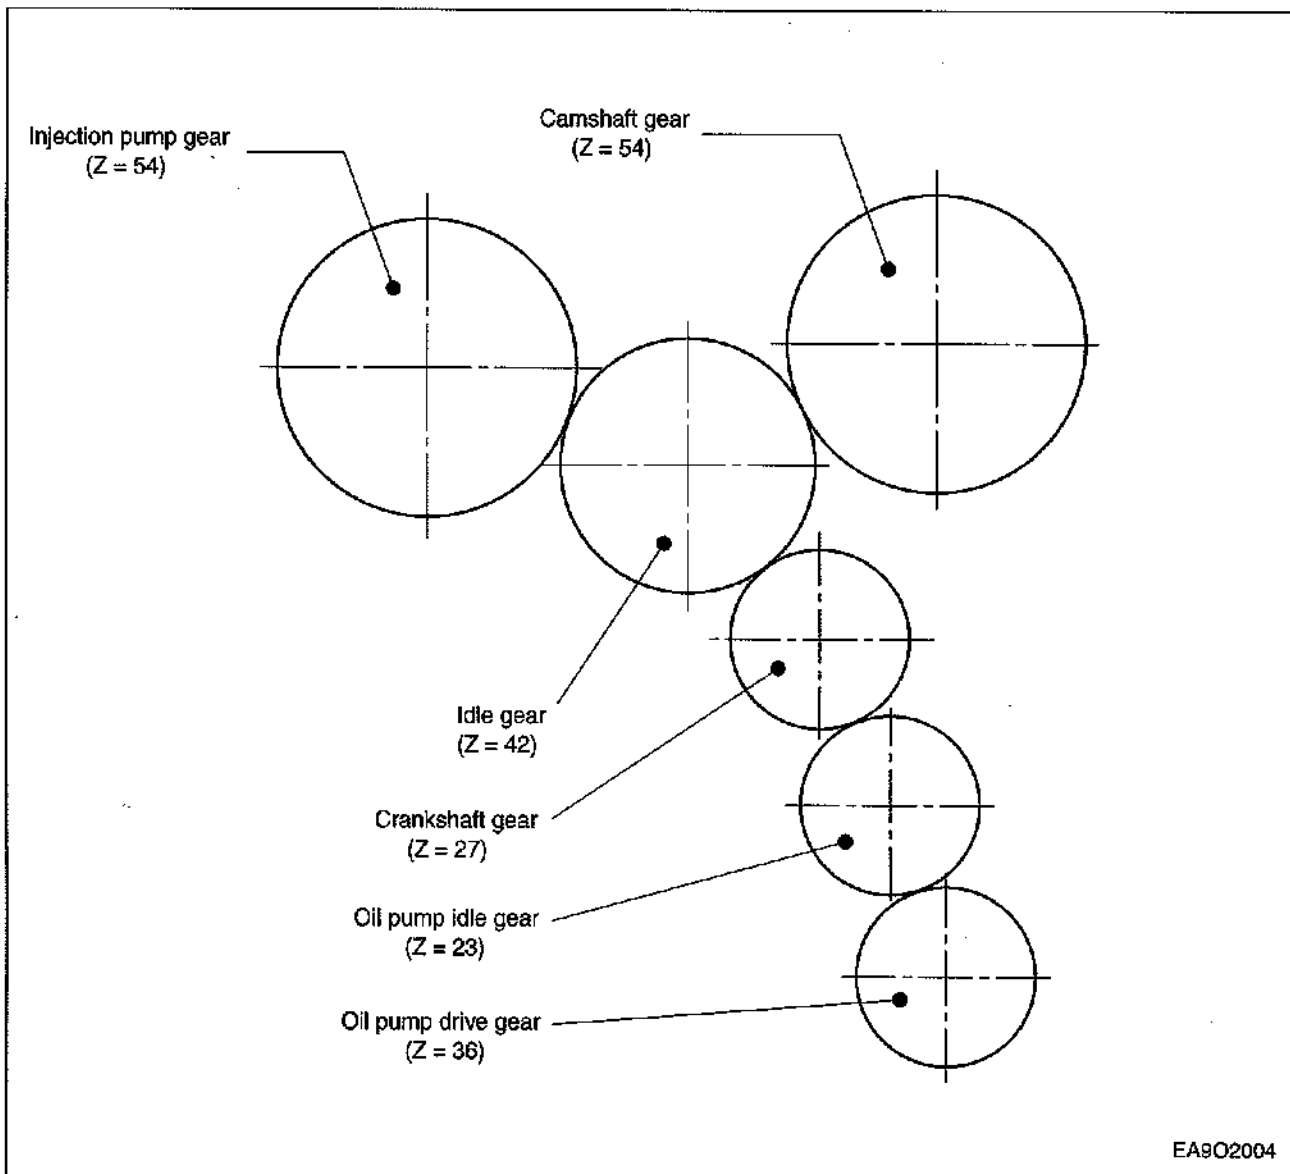 Injection pump gear
(Z = 54)
Camshaft gear
(Z = 54)
Idle gear
(Z = 42)
Crankshaft gear
(Z = 27)
Oil pump idle gear
(Z = 23)
Oil pump drive gear
(Z = 36)
EA9O2004